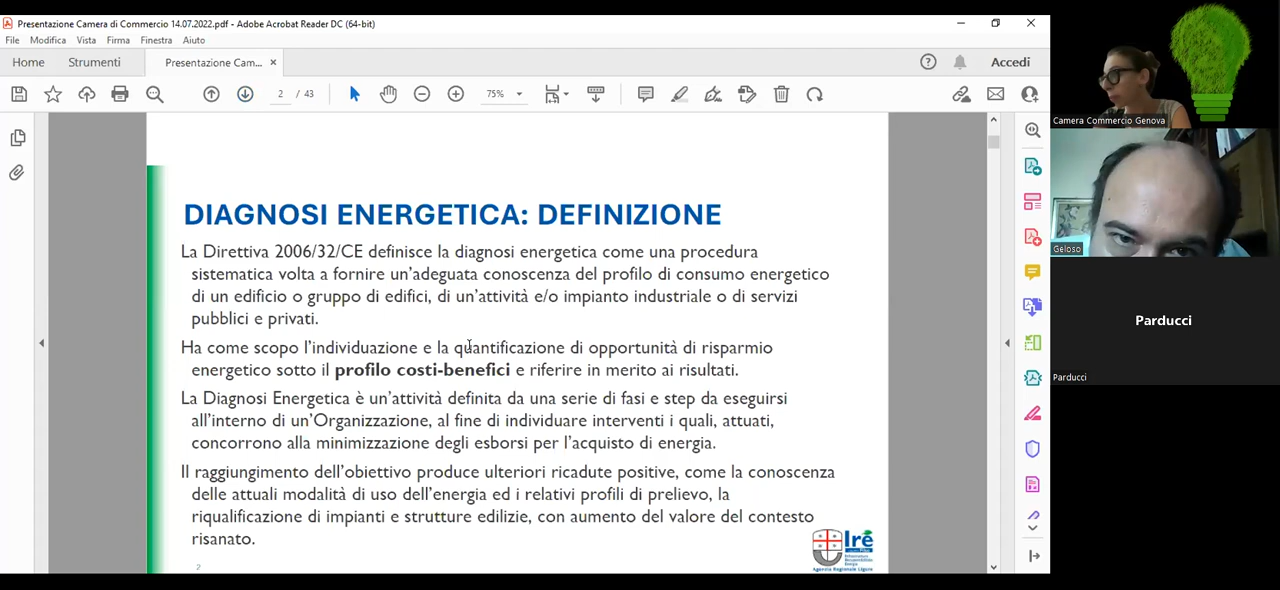 Presentazione Camera di Commercio 14.07.2022.pdf - Adobe Acrobat Reader DC (64-bit)
File Modifica Vista Firma Finestra Aiuto
Home Strumenti Presentazione Cam... ×
Accedi
2 / 43 75%
Camera Commercio Genova
Geloso
Parducci
Parducci
DIAGNOSI ENERGETICA: DEFINIZIONE
La Direttiva 2006/32/CE definisce la diagnosi energetica come una procedura
sistematica volta a fornire un'adeguata conoscenza del profilo di consumo energetico
di un edificio o gruppo di edifici, di un'attività e/o impianto industriale o di servizi
pubblici e privati.
Ha come scopo l'individuazione e la quantificazione di opportunità di risparmio
energetico sotto il profilo costi-benefici e riferire in merito ai risultati.
La Diagnosi Energetica è un'attività definita da una serie di fasi e step da eseguirsi
all'interno di un'Organizzazione, al fine di individuare interventi i quali, attuati,
concorrono alla minimizzazione degli esborsi per l'acquisto di energia.
Il raggiungimento dell'obiettivo produce ulteriori ricadute positive, come la conoscenza
delle attuali modalità di uso dell'energia ed i relativi profili di prelievo, la
riqualificazione di impianti e strutture edilizie, con aumento del valore del contesto
risanato.
2
Irè
Agenzia Regionale Ligure